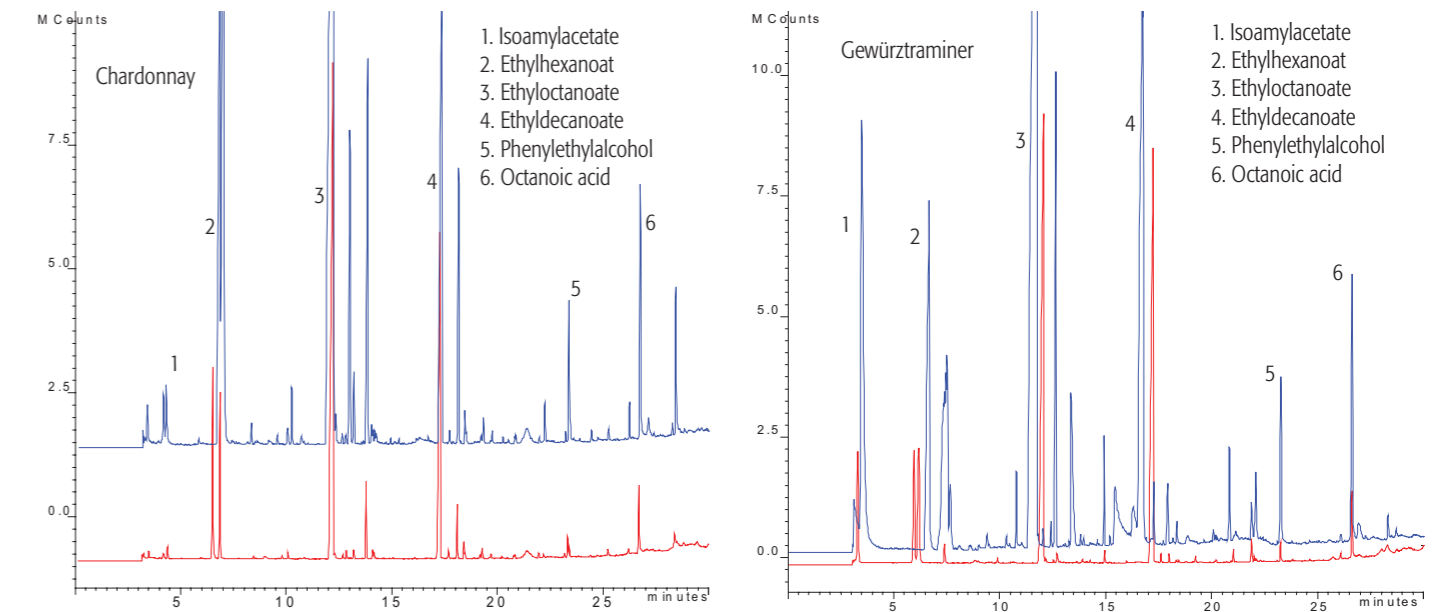 M Counts
Chardonnay
1. Isoamylacetate
2. Ethylhexanoat
3. Ethyloctanoate
4. Ethyldecanoate
5. Phenylethylalcohol
6. Octanoic acid
7.5
5.0
2.5
0.0
1
2
3
4
5
6
5
10
15
20
25
minutes
M Counts
Gewürztraminer
1. Isoamylacetate
2. Ethylhexanoat
3. Ethyloctanoate
4. Ethyldecanoate
5. Phenylethylalcohol
6. Octanoic acid
10.0
7.5
5.0
2.5
0.0
1
2
3
4
5
6
5
10
15
20
25
minutes